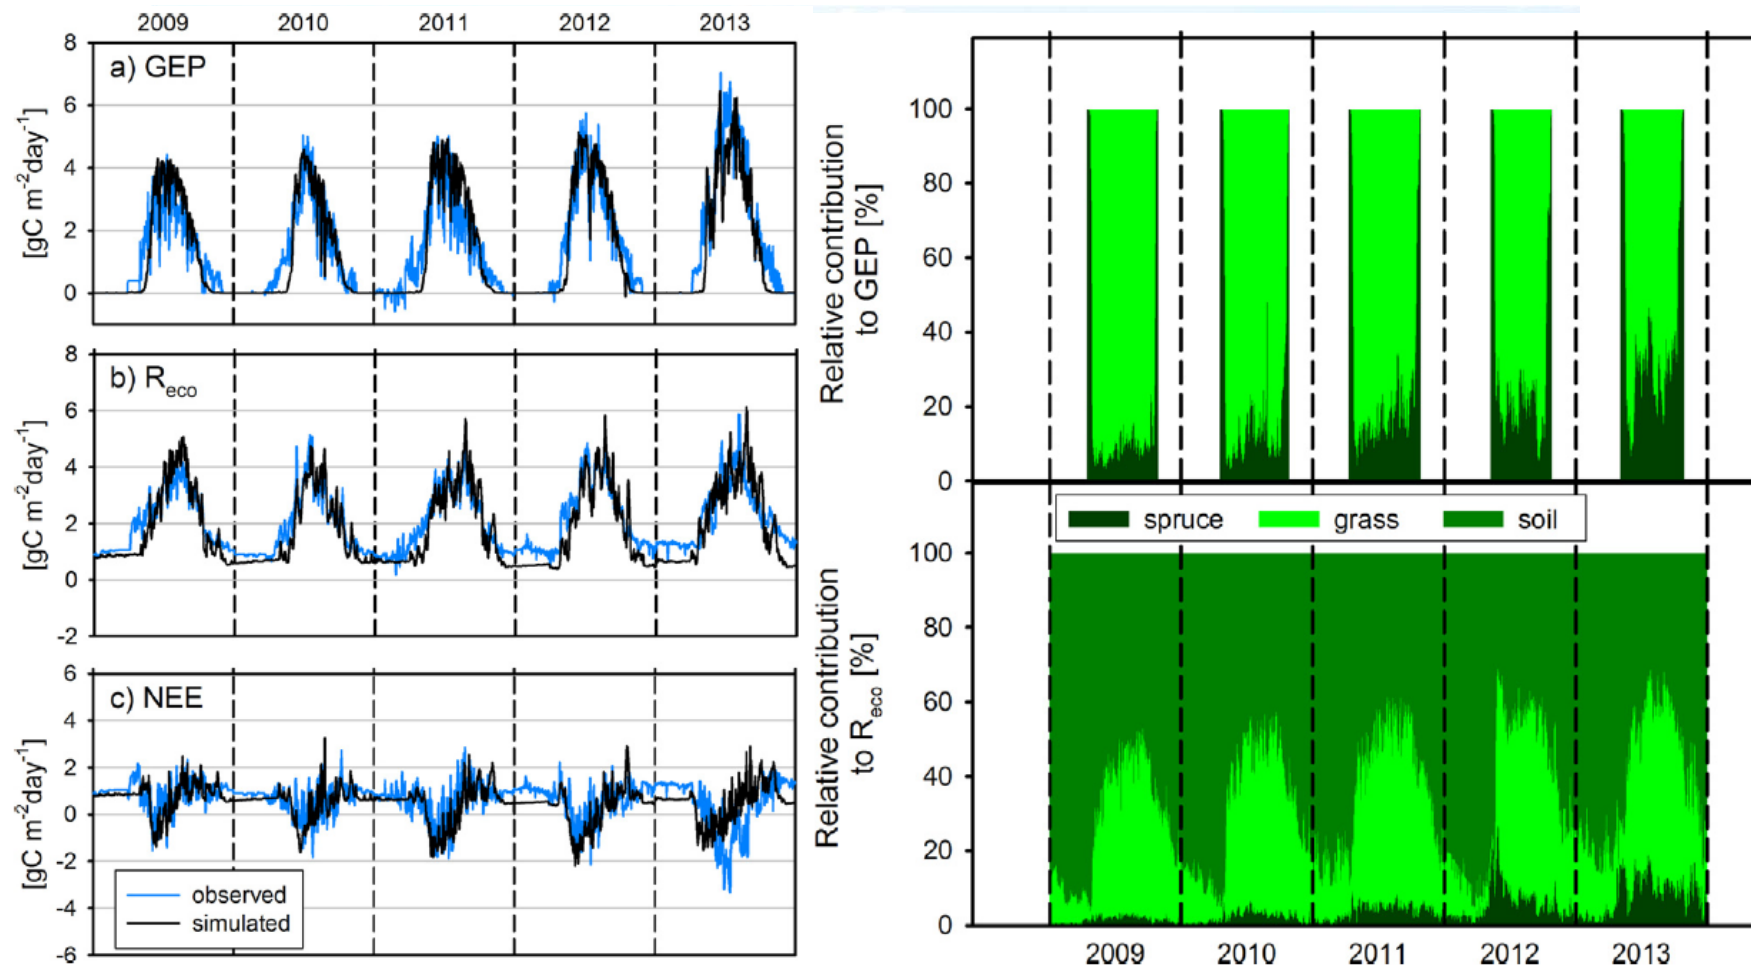 2009 2010 2011 2012 2013
a) GEP
[gC m-2day-1]
8
6
4
2
0
b) Reco
[gC m-2day-1]
8
6
4
2
0
-2
c) NEE
[gC m-2day-1]
6
4
2
0
-2
-4
-6
observed
simulated
Relative contribution
to GEP [%]
100
80
60
40
20
0
spruce grass soil
Relative contribution
to Reco [%]
100
80
60
40
20
0
2009 2010 2011 2012 2013